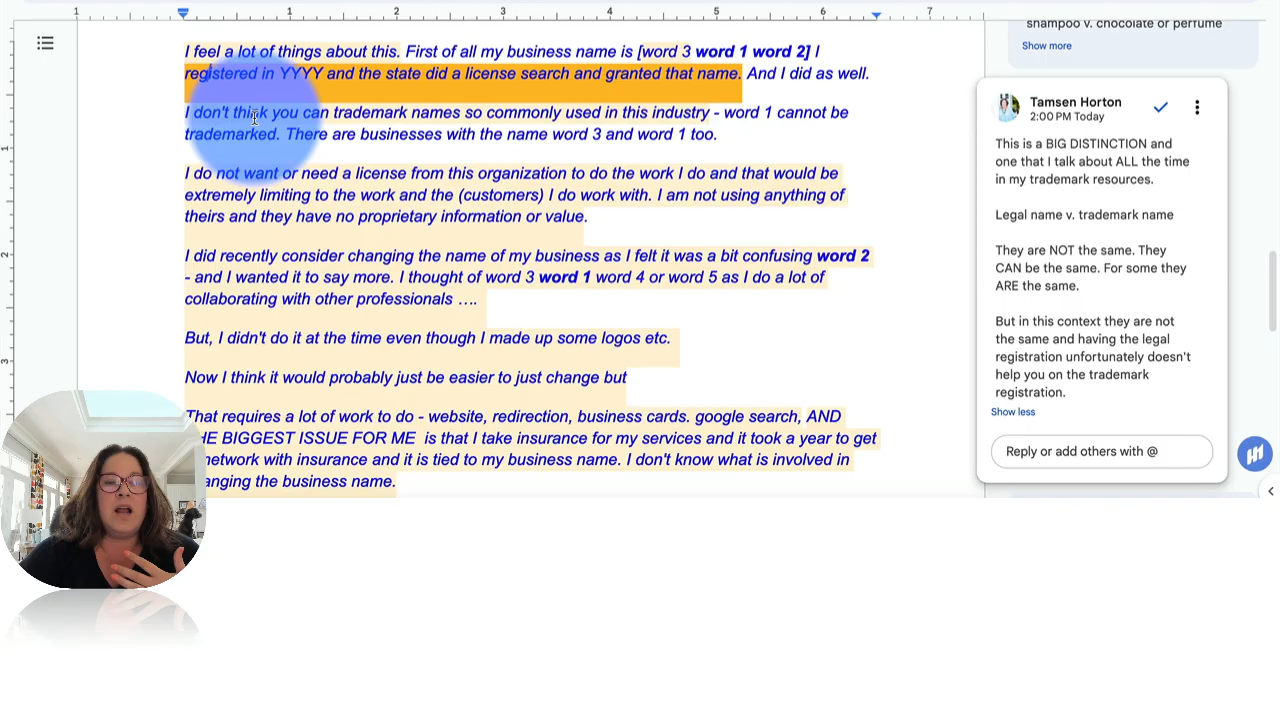 1 1 2 3 4 5 6 7
I feel a lot of things about this. First of all my business name is [word 3 word 1 word 2] I
registered in YYYY and the state did a license search and granted that name. And I did as well.
I don't think you can trademark names so commonly used in this industry - word 1 cannot be
trademarked. There are businesses with the name word 3 and word 1 too.
I do not want or need a license from this organization to do the work I do and that would be
extremely limiting to the work and the (customers) I do work with. I am not using anything of
theirs and they have no proprietary information or value.
I did recently consider changing the name of my business as I felt it was a bit confusing word 2
- and I wanted it to say more. I thought of word 3 word 1 word 4 or word 5 as I do a lot of
collaborating with other professionals ….
But, I didn't do it at the time even though I made up some logos etc.
Now I think it would probably just be easier to just change but
That requires a lot of work to do - website, redirection, business cards. google search, AND
HE BIGGEST ISSUE FOR ME is that I take insurance for my services and it took a year to get
network with insurance and it is tied to my business name. I don't know what is involved in
anging the business name.
1
2
3
shampoo v. chocolate or perfume
Show more
Tamsen Horton
2:00 PM Today
This is a BIG DISTINCTION and
one that I talk about ALL the time
in my trademark resources.
Legal name v. trademark name
They are NOT the same. They
CAN be the same. For some they
ARE the same.
But in this context they are not
the same and having the legal
registration unfortunately doesn't
help you on the trademark
registration.
Show less
Reply or add others with @